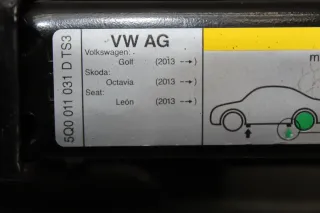 5Q0 011 031 D TS3
VW AG
Volkswagen:
Golf (2013 →)
Skoda:
Octavia (2013 →)
Seat:
León (2013 →)
m